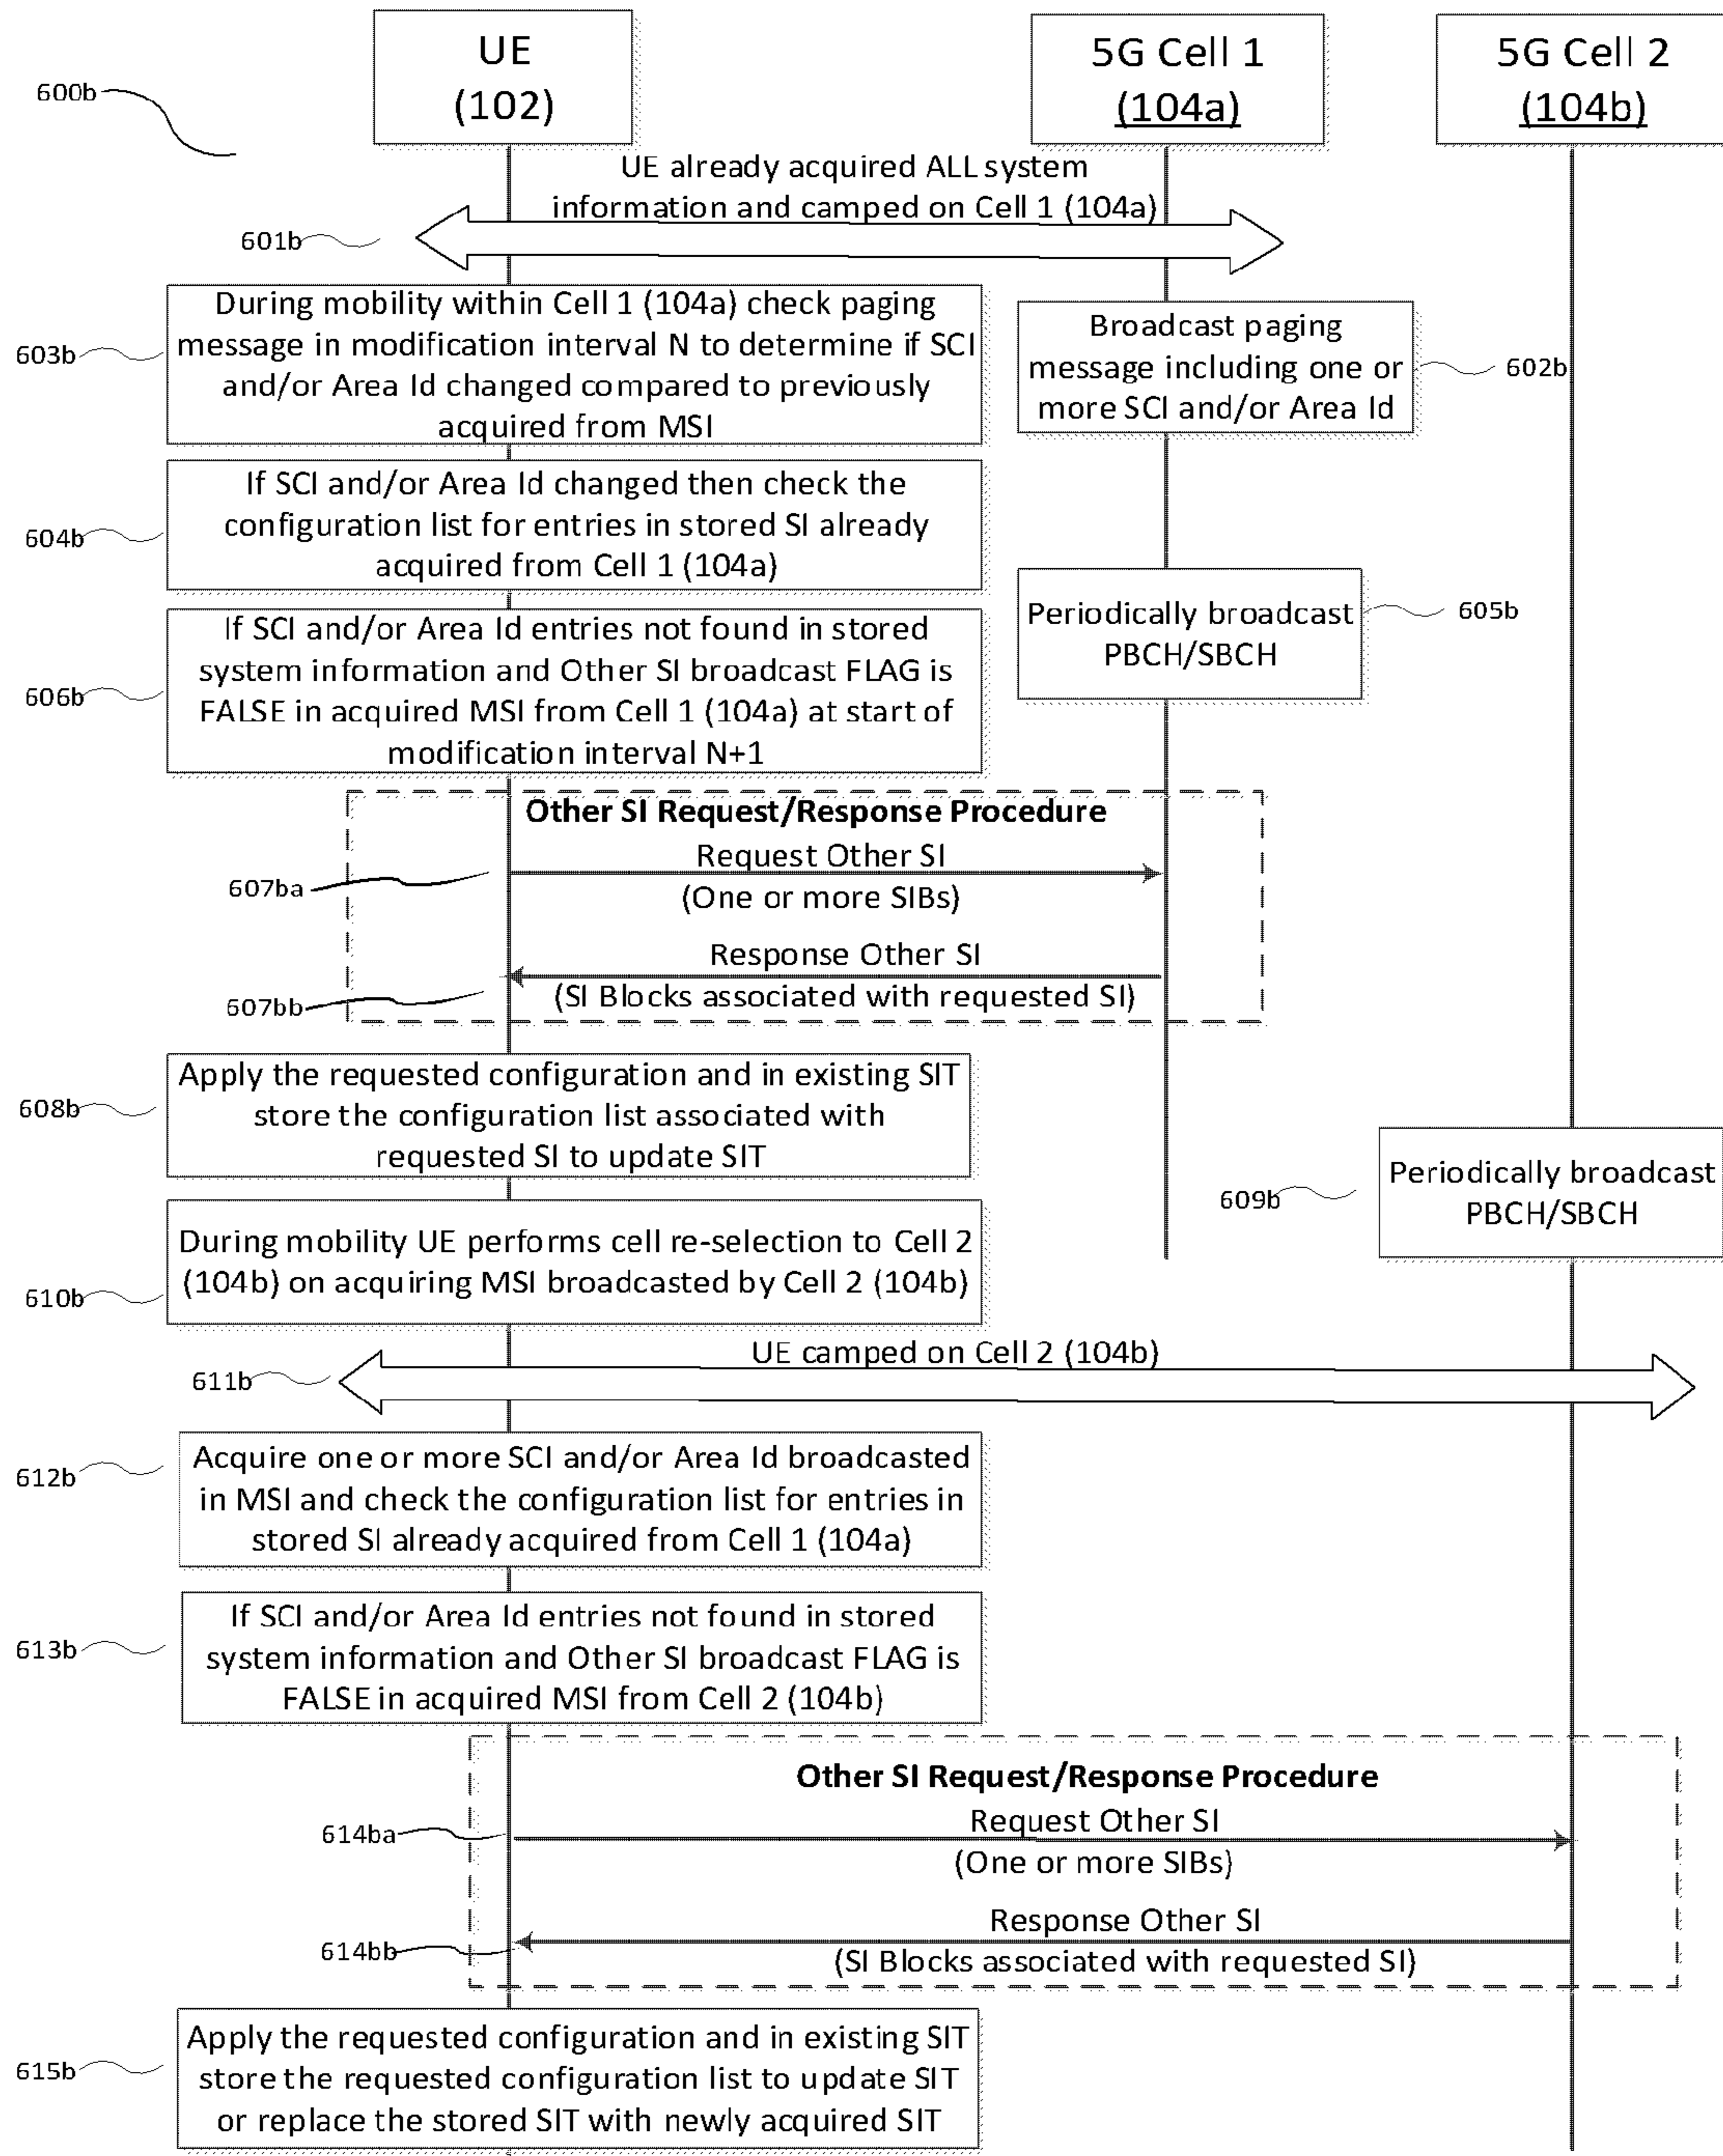 UE
(102)
5G Cell 1
(104a)
5G Cell 2
(104b)
600b
UE already acquired ALL system
information and camped on Cell 1 (104a)
601b
During mobility within Cell 1 (104a) check paging
message in modification interval N to determine if SCI
and/or Area Id changed compared to previously
acquired from MSI
603b
Broadcast paging
message including one or
more SCI and/or Area Id
602b
If SCI and/or Area Id changed then check the
configuration list for entries in stored SI already
acquired from Cell 1 (104a)
604b
Periodically broadcast
PBCH/SBCH
605b
If SCI and/or Area Id entries not found in stored
system information and Other SI broadcast FLAG is
FALSE in acquired MSI from Cell 1 (104a) at start of
modification interval N+1
606b
Other SI Request/Response Procedure
Request Other SI
(One or more SIBs)
607ba
Response Other SI
(SI Blocks associated with requested SI)
607bb
Apply the requested configuration and in existing SIT
store the configuration list associated with
requested SI to update SIT
608b
Periodically broadcast
PBCH/SBCH
609b
During mobility UE performs cell re-selection to Cell 2
(104b) on acquiring MSI broadcasted by Cell 2 (104b)
610b
UE camped on Cell 2 (104b)
611b
Acquire one or more SCI and/or Area Id broadcasted
in MSI and check the configuration list for entries in
stored SI already acquired from Cell 1 (104a)
612b
If SCI and/or Area Id entries not found in stored
system information and Other SI broadcast FLAG is
FALSE in acquired MSI from Cell 2 (104b)
613b
Other SI Request/Response Procedure
Request Other SI
(One or more SIBs)
614ba
Response Other SI
(SI Blocks associated with requested SI)
614bb
Apply the requested configuration and in existing SIT
store the requested configuration list to update SIT
or replace the stored SIT with newly acquired SIT
615b